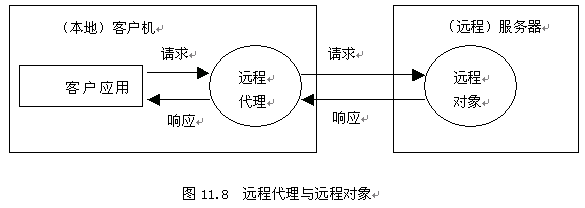 （本地）客户机
（远程）服务器
请求
请求
客户应用
远程
代理
远程
对象
响应
响应
图 11.8 远程代理与远程对象